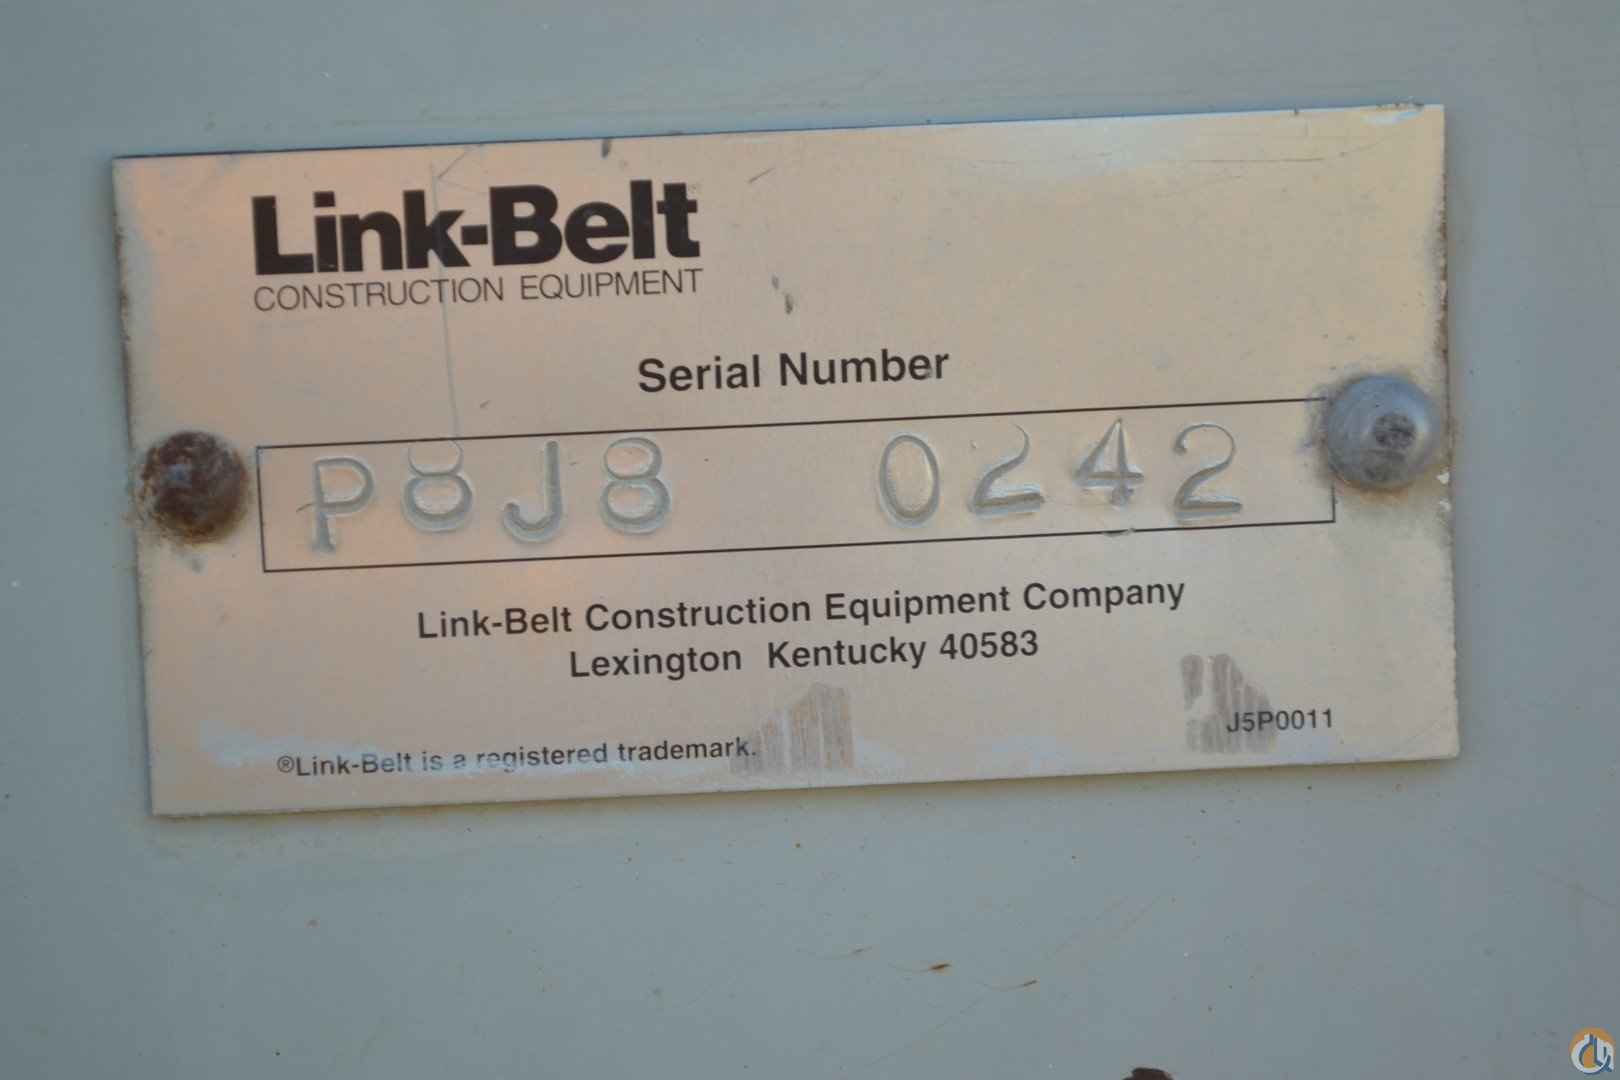 Link-Belt
CONSTRUCTION EQUIPMENT
Serial Number
P8J8 0242
Link-Belt Construction Equipment Company
Lexington Kentucky 40583
J5P0011
®Link-Belt is a registered trademark.